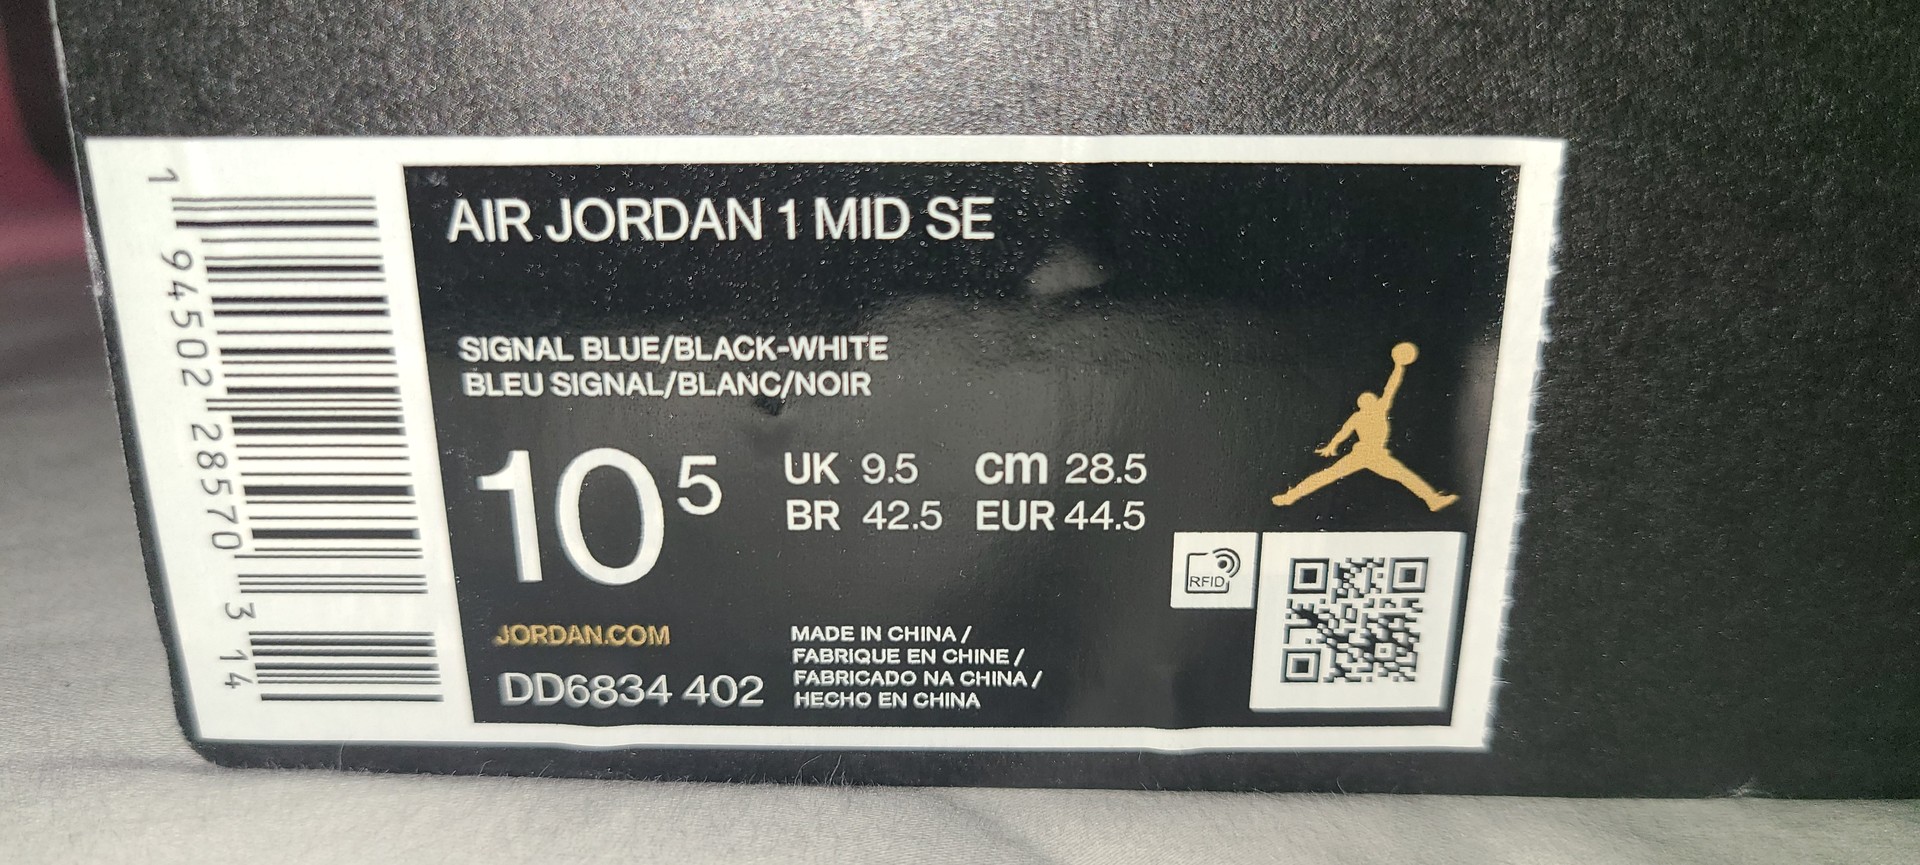 1 94502 28570 3 14
AIR JORDAN 1 MID SE
SIGNAL BLUE/BLACK-WHITE
BLEU SIGNAL/BLANC/NOIR
10 5
UK 9.5 cm 28.5
BR 42.5 EUR 44.5
RFID
JORDAN.COM
DD6834 402
MADE IN CHINA /
FABRIQUE EN CHINE /
FABRICADO NA CHINA /
HECHO EN CHINA